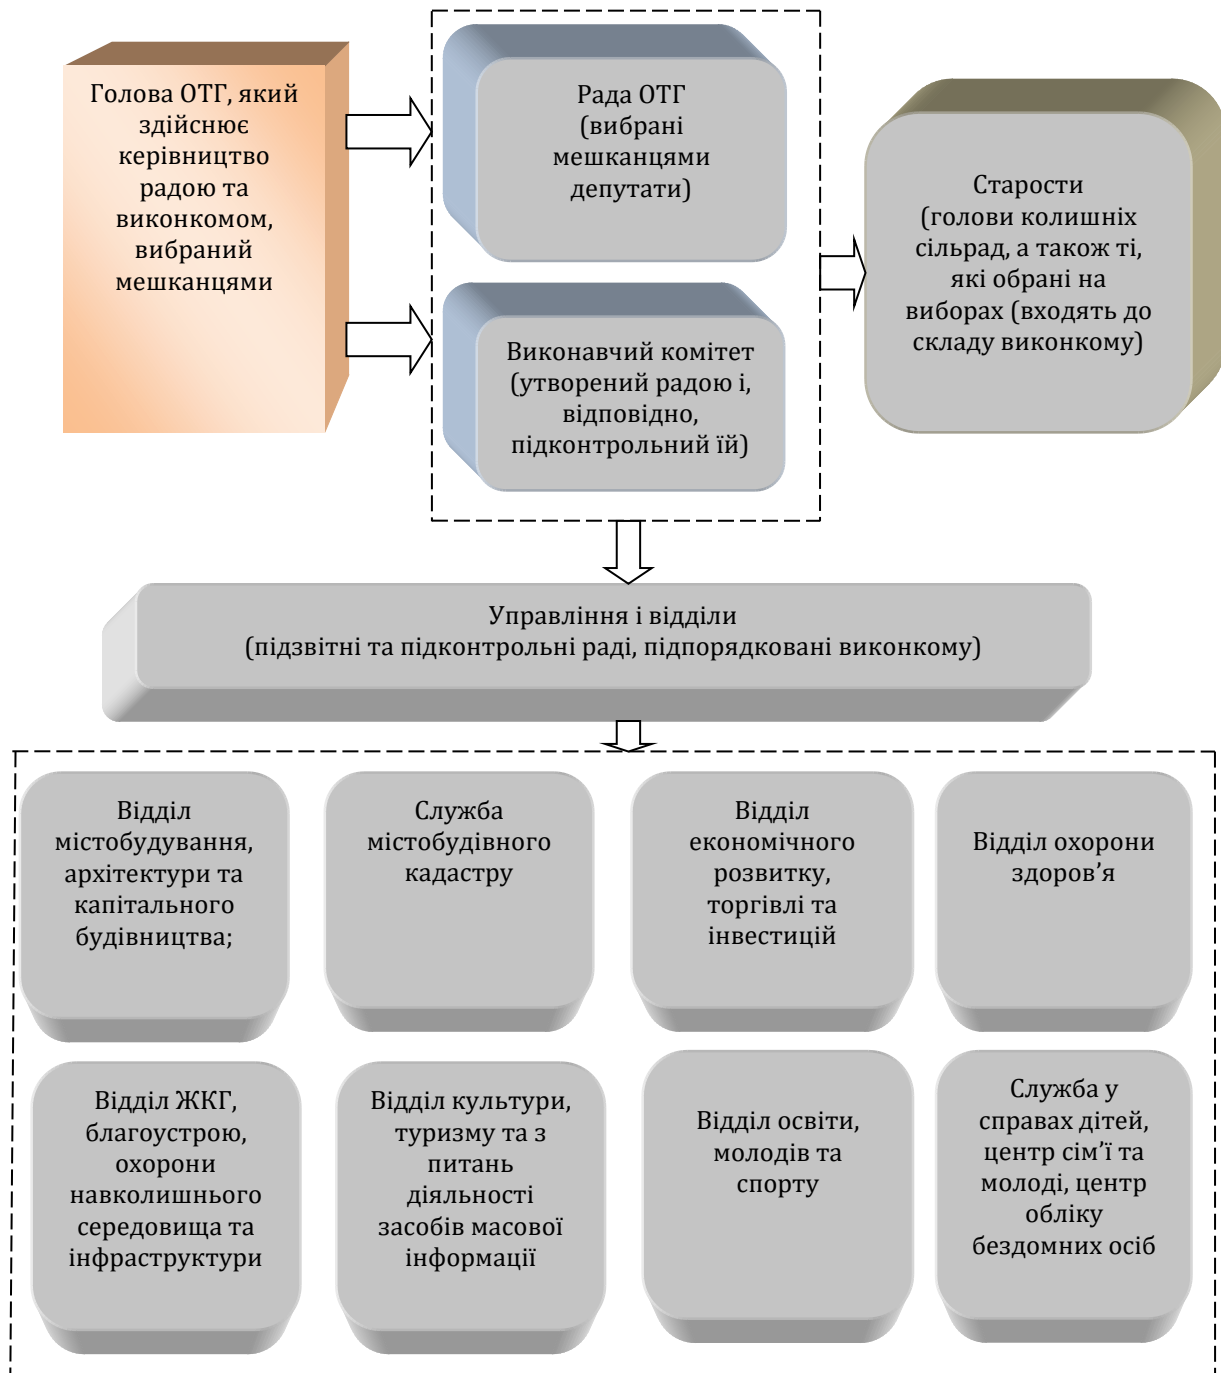 Голова ОТГ, який
здійснює
керівництво
радою та
виконкомом,
вибраний
мешканцями
Рада ОТГ
(вибрані
мешканцями
депутати)
Виконавчий комітет
(утворений радою і,
відповідно,
підконтрольний їй)
Старости
(голови колишніх
сільрад, а також ті,
які обрані на
виборах (входять до
складу виконкому)
Управління і відділи
(підзвітні та підконтрольні раді, підпорядковані виконкому)
Відділ
містобудування,
архітектури та
капітального
будівництва;
Служба
містобудівного
кадастру
Відділ
економічного
розвитку,
торгівлі та
інвестицій
Відділ охорони
здоров’я
Відділ ЖКГ,
благоустрою,
охорони
навколишнього
середовища та
інфраструктури
Відділ культури,
туризму та з
питань
діяльності
засобів масової
інформації
Відділ освіти,
молодів та
спорту
Служба у
справах дітей,
центр сім’ї та
молоді, центр
обліку
бездомних осіб